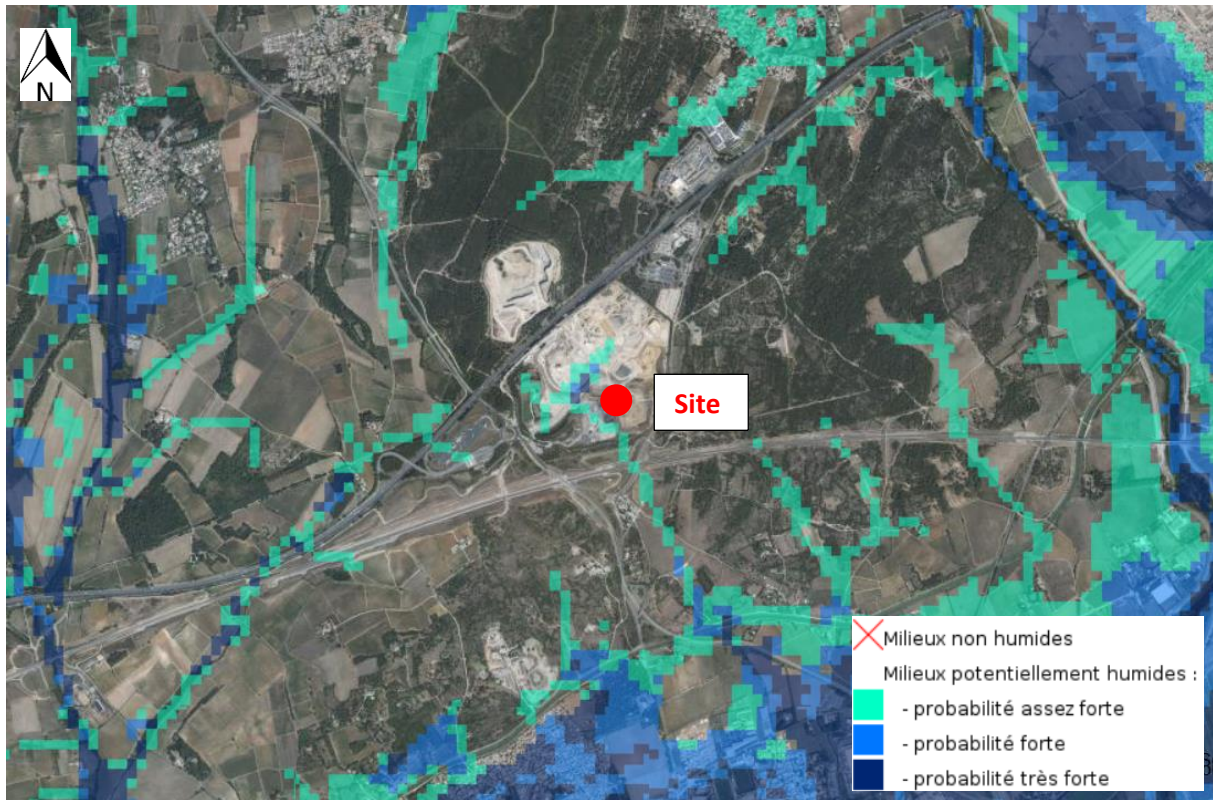 N
Site
Milieux non humides
Milieux potentiellement humides :
- probabilité assez forte
- probabilité forte
- probabilité très forte